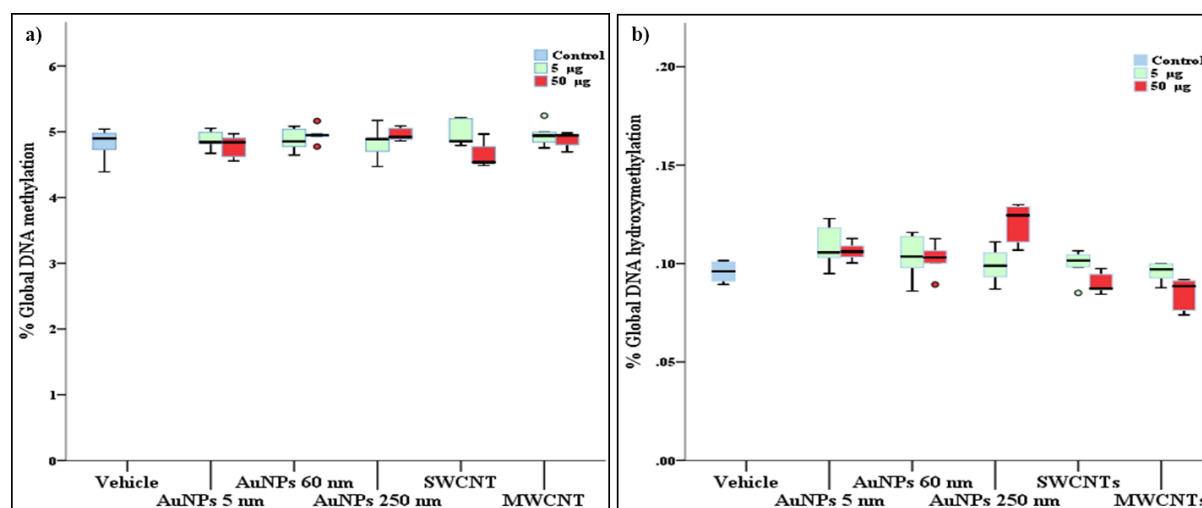 a)
Control
5 µg
50 µg
% Global DNA methylation
6
5
4
3
2
1
0
Vehicle
AuNPs 5 nm
AuNPs 60 nm
AuNPs 250 nm
SWCNT
MWCNT
b)
Control
5 µg
50 µg
% Global DNA hydroxymethylation
.20
.15
.10
.05
.00
Vehicle
AuNPs 5 nm
AuNPs 60 nm
AuNPs 250 nm
SWCNTs
MWCNTs